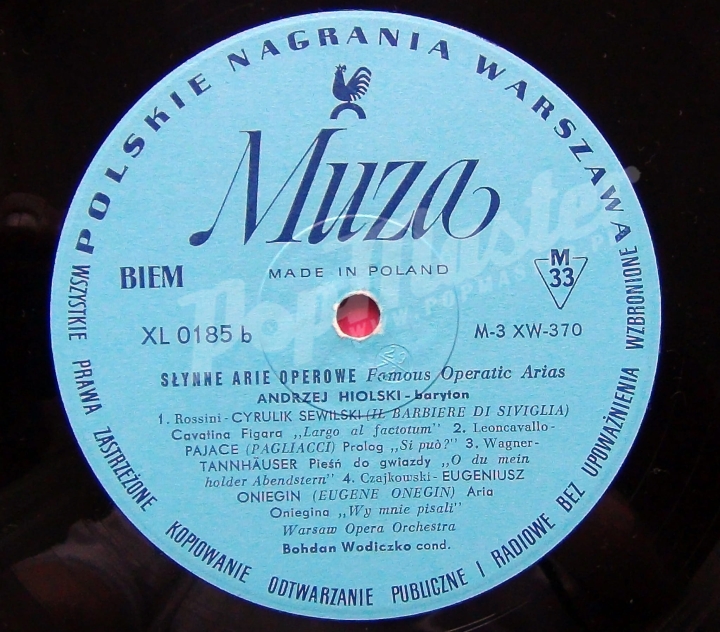 POLSKIE NAGRANIA WARSZAWA
Muza
BIEM
MADE IN POLAND
M
33
XL 0185 b
M-3 XW-370
SŁYNNE ARIE OPEROWE Famous Operatic Arias
ANDRZEJ HIOLSKI - baryton
1. Rossini - CYRULIK SEWILSKI (IL BARBIERE DI SIVIGLIA)
Cavatina Figara „Largo al factotum" 2. Leoncavallo-
PAJACE (PAGLIACCI) Prolog „Si può?" 3. Wagner-
TANNHÄUSER Pieśń do gwiazdy „O du mein
holder Abendstern" 4. Czajkowski - EUGENIUSZ
ONIEGIN (EUGENE ONEGIN) Aria
Oniegina „Wy mnie pisali"
Warsaw Opera Orchestra
Bohdan Wodiczko cond.
WSZYSTKIE PRAWA ZASTRZEŻONE KOPIOWANIE ODTWARZANIE PUBLICZNE I RADIOWE BEZ UPOWAŻNIENIA WZBRONIONE
PopMaster
WWW.POPMASTER.PL